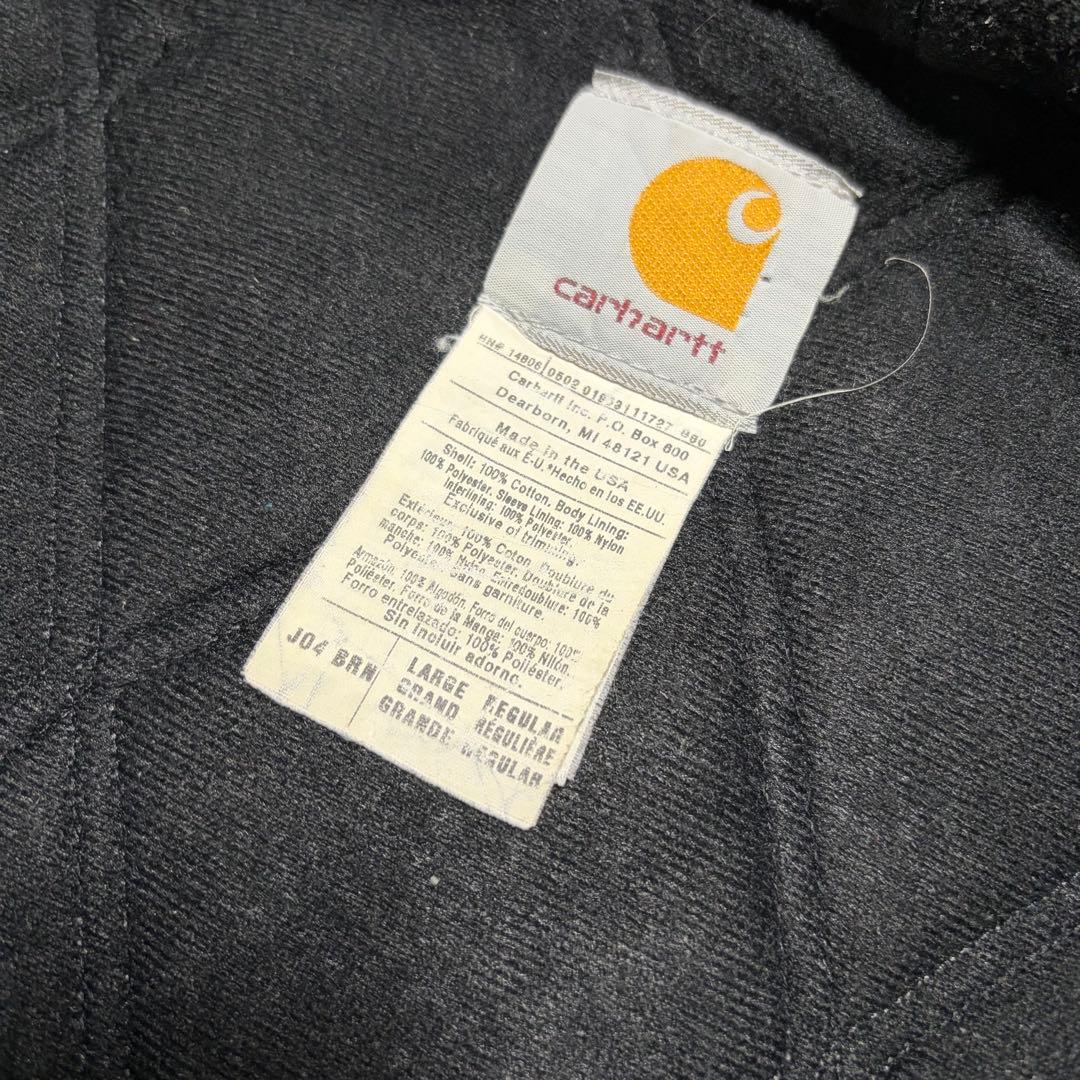 carhartt
RN# 14806 0502
Carhartt Inc. P.O. Box 600
Dearborn, MI 48121 USA
Made in the USA
Fabriqué aux É-U.*Hecho en los EE.UU.
Shell: 100% Cotton, Body Lining:
100% Polyester, Sleeve Lining: 100% Nylon
Interlining: 100% Polyester,
Exclusive of trimming.
Extérieur: 100% Coton, Doublure du
corps: 100% Polyester, Doublure de la
manche: 100% Nylon, Entredoublure: 100%
Polyester, Sans garniture.
Armazón, 100% Algodón, Forro del cuerpo: 100%
Poliéster, Forro de la Manga: 100% Nilón,
Forro entrelazado: 100% Poliéster,
Sin incluir adorno.
J04 BRN
LARGE REGULAR
GRAND RÉGULIÈRE
GRANDE REGULAR